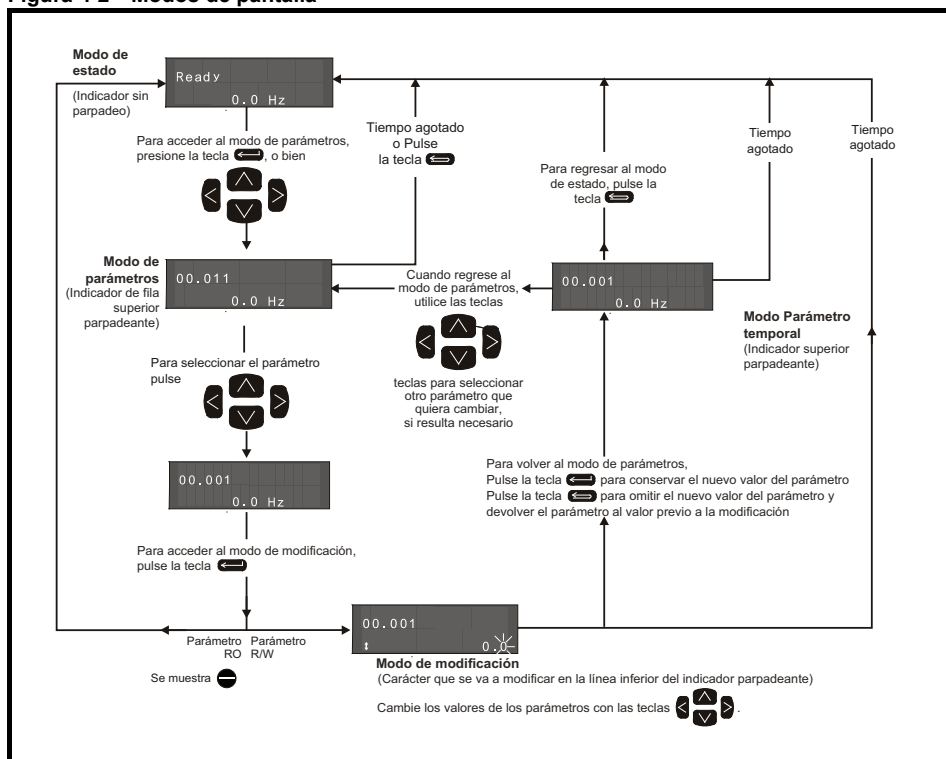 Figura 4-2 Modos de pantalla
Modo de
estado
(Indicador sin
parpadeo)
Ready
0.0 Hz
Para acceder al modo de parámetros,
presione la tecla , o bien
Tiempo agotado
o Pulse
la tecla
Para regresar al modo
de estado, pulse la
tecla
Tiempo
agotado
Tiempo
agotado
Modo de
parámetros
(Indicador de fila
superior
parpadeante)
00.011
0.0 Hz
Cuando regrese al
modo de parámetros,
utilice las teclas
teclas para seleccionar
otro parámetro que
quiera cambiar,
si resulta necesario
00.001
0.0 Hz
Modo Parámetro
temporal
(Indicador superior
parpadeante)
Para seleccionar el parámetro
pulse
00.001
0.0 Hz
Para volver al modo de parámetros,
Pulse la tecla para conservar el nuevo valor del parámetro
Pulse la tecla para omitir el nuevo valor del parámetro y
devolver el parámetro al valor previo a la modificación
Para acceder al modo de modificación,
pulse la tecla
Parámetro
RO
Parámetro
R/W
Se muestra
00.001
0.0
Modo de modificación
(Carácter que se va a modificar en la línea inferior del indicador parpadeante)
Cambie los valores de los parámetros con las teclas .